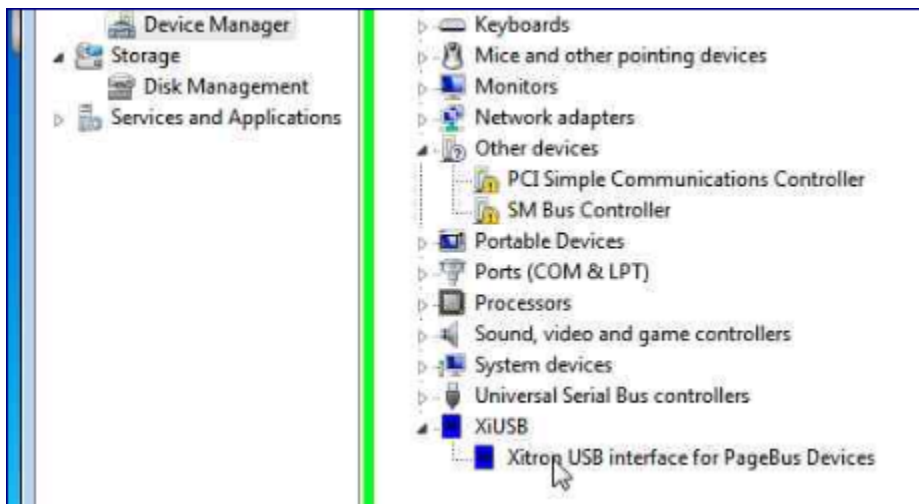 Device Manager
Storage
Disk Management
Services and Applications
Keyboards
Mice and other pointing devices
Monitors
Network adapters
Other devices
PCI Simple Communications Controller
SM Bus Controller
Portable Devices
Ports (COM & LPT)
Processors
Sound, video and game controllers
System devices
Universal Serial Bus controllers
XiUSB
Xitron USB interface for PageBus Devices